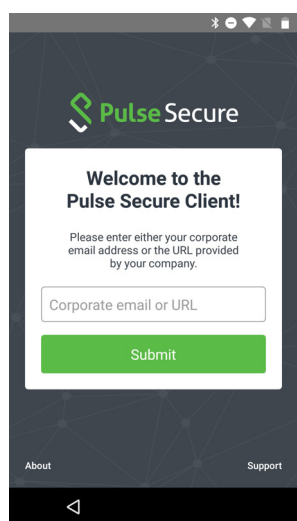 Pulse Secure
Welcome to the
Pulse Secure Client!
Please enter either your corporate
email address or the URL provided
by your company.
Corporate email or URL
Submit
About
Support